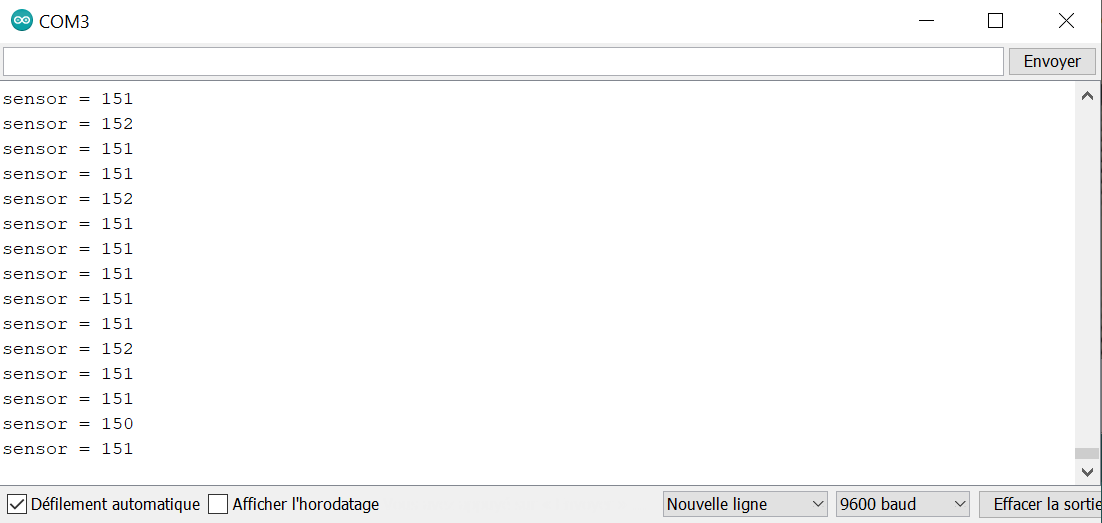 COM3
Envoyer
sensor = 151
sensor = 152
sensor = 151
sensor = 151
sensor = 152
sensor = 151
sensor = 151
sensor = 151
sensor = 151
sensor = 151
sensor = 152
sensor = 151
sensor = 151
sensor = 150
sensor = 151
Défilement automatique Afficher l'horodatage Nouvelle ligne 9600 baud Effacer la sortie